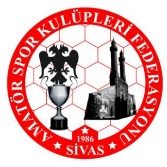 AMATÖR SPOR KULÜPLERİ FEDERASYONU
1986
SİVAS